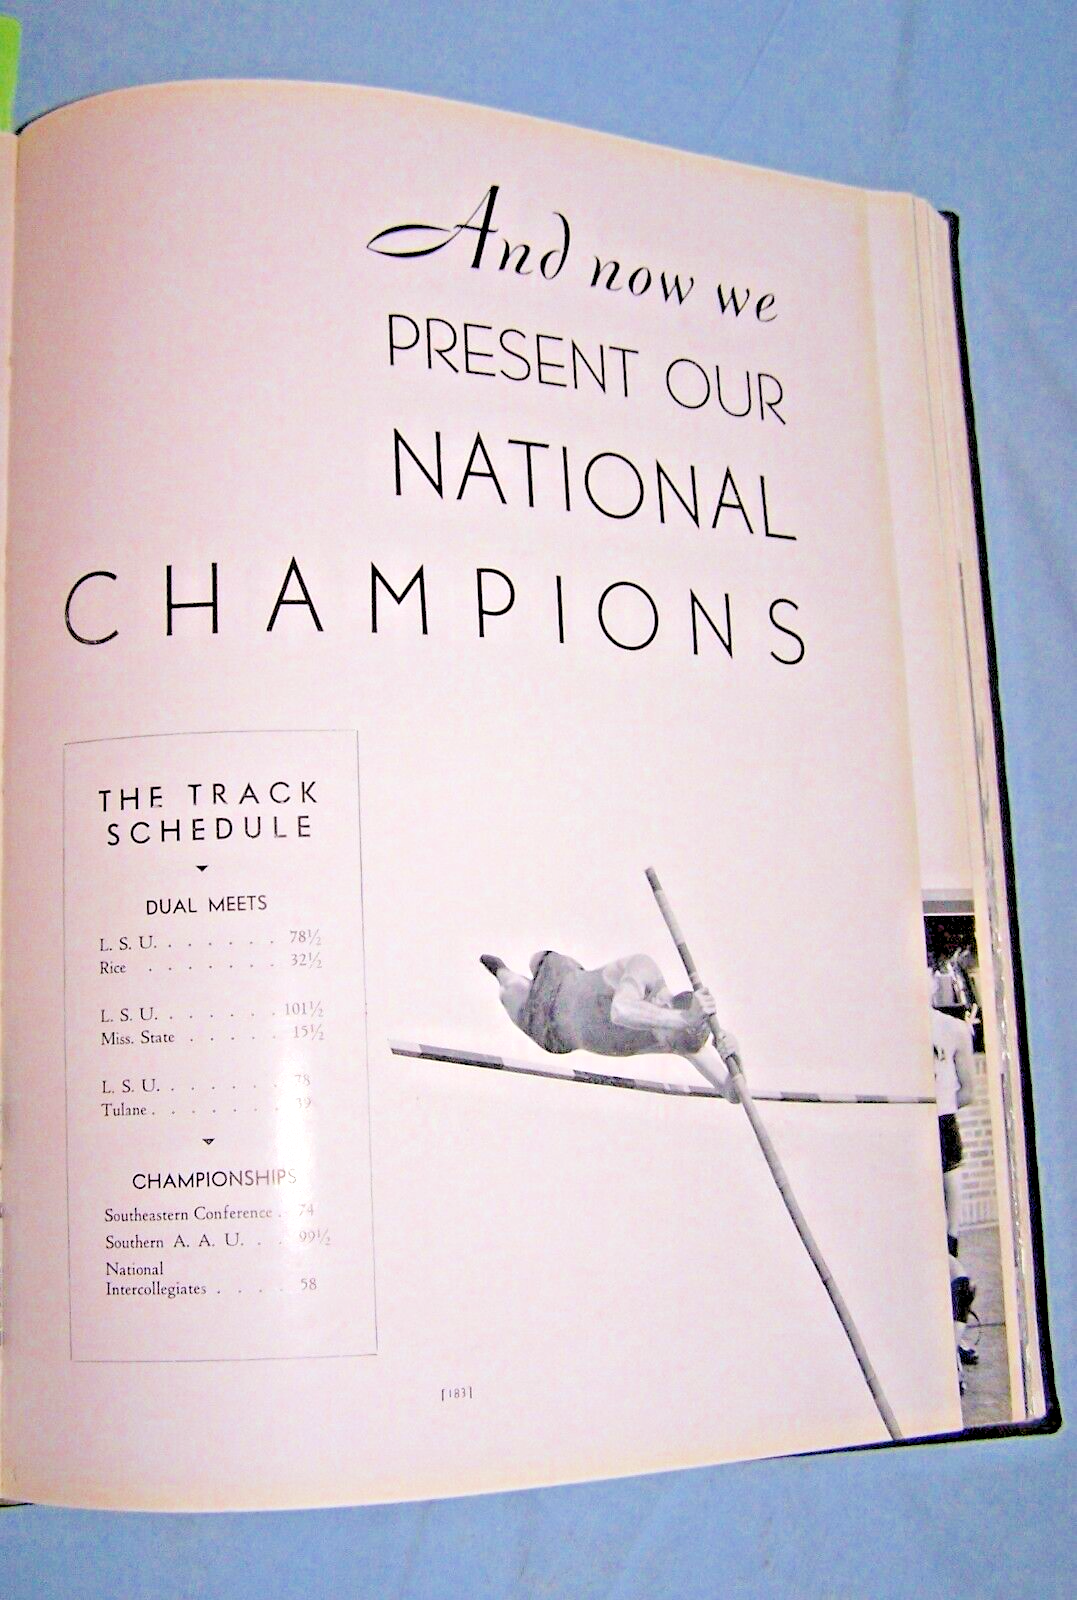 And now we
PRESENT OUR
NATIONAL
CHAMPIONS
THE TRACK
SCHEDULE
DUAL MEETS
L. S. U. . . . . . . 78½
Rice . . . . . . . 32½
L. S. U. . . . . . . 101½
Miss. State . . . . . 15½
L. S. U. . . . . . . 78
Tulane . . . . . . . 39
CHAMPIONSHIPS
Southeastern Conference . 74
Southern A. A. U. . . 99½
National
Intercollegiates . . . . 58
[183]